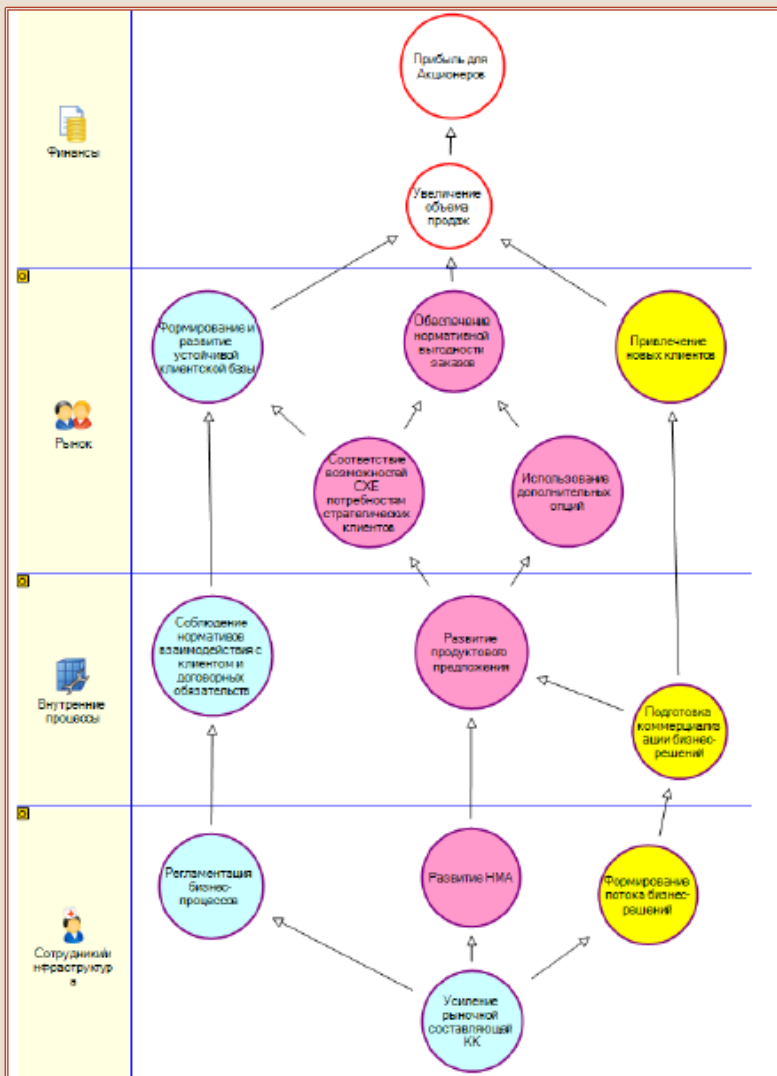 Прибыль для
Акционеров
Финансы
Увеличение
объема
продаж
Формирование и
развитие
устойчивой
клиентской базы
Обеспечение
нормативной
выгодности
заказов
Привлечение
новых клиентов
Рынок
Соответствие
возможностей
СХЕ
потребностям
стратегических
клиентов
Использование
дополнительных
опций
Соблюдение
нормативов
взаимодействия с
клиентом и
договорных
обязательств
Развитие
продуктового
предложения
Внутренние
процессы
Подготовка
коммерциализ
ации бизнес-
решений
Регламентация
бизнес-
процессов
Развитие НМА
Формирование
потока бизнес-
решений
Сотрудники/и
нфраструктур
а
Усиление
рыночной
составляющей
КК